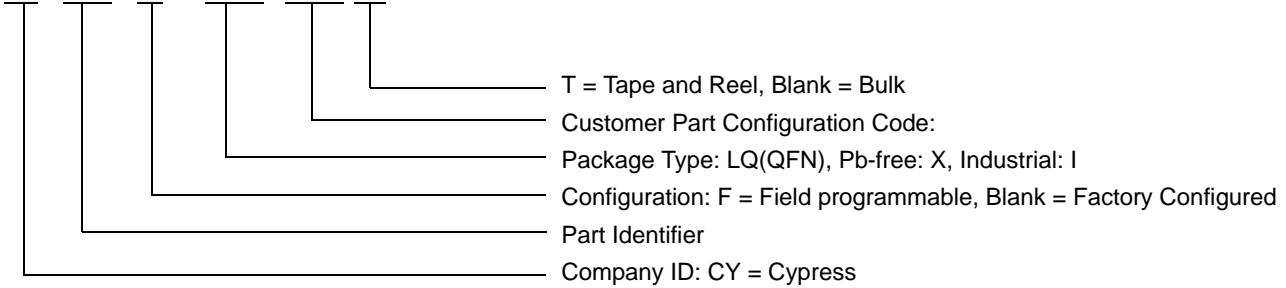 T = Tape and Reel, Blank = Bulk
Customer Part Configuration Code:
Package Type: LQ(QFN), Pb-free: X, Industrial: I
Configuration: F = Field programmable, Blank = Factory Configured
Part Identifier
Company ID: CY = Cypress